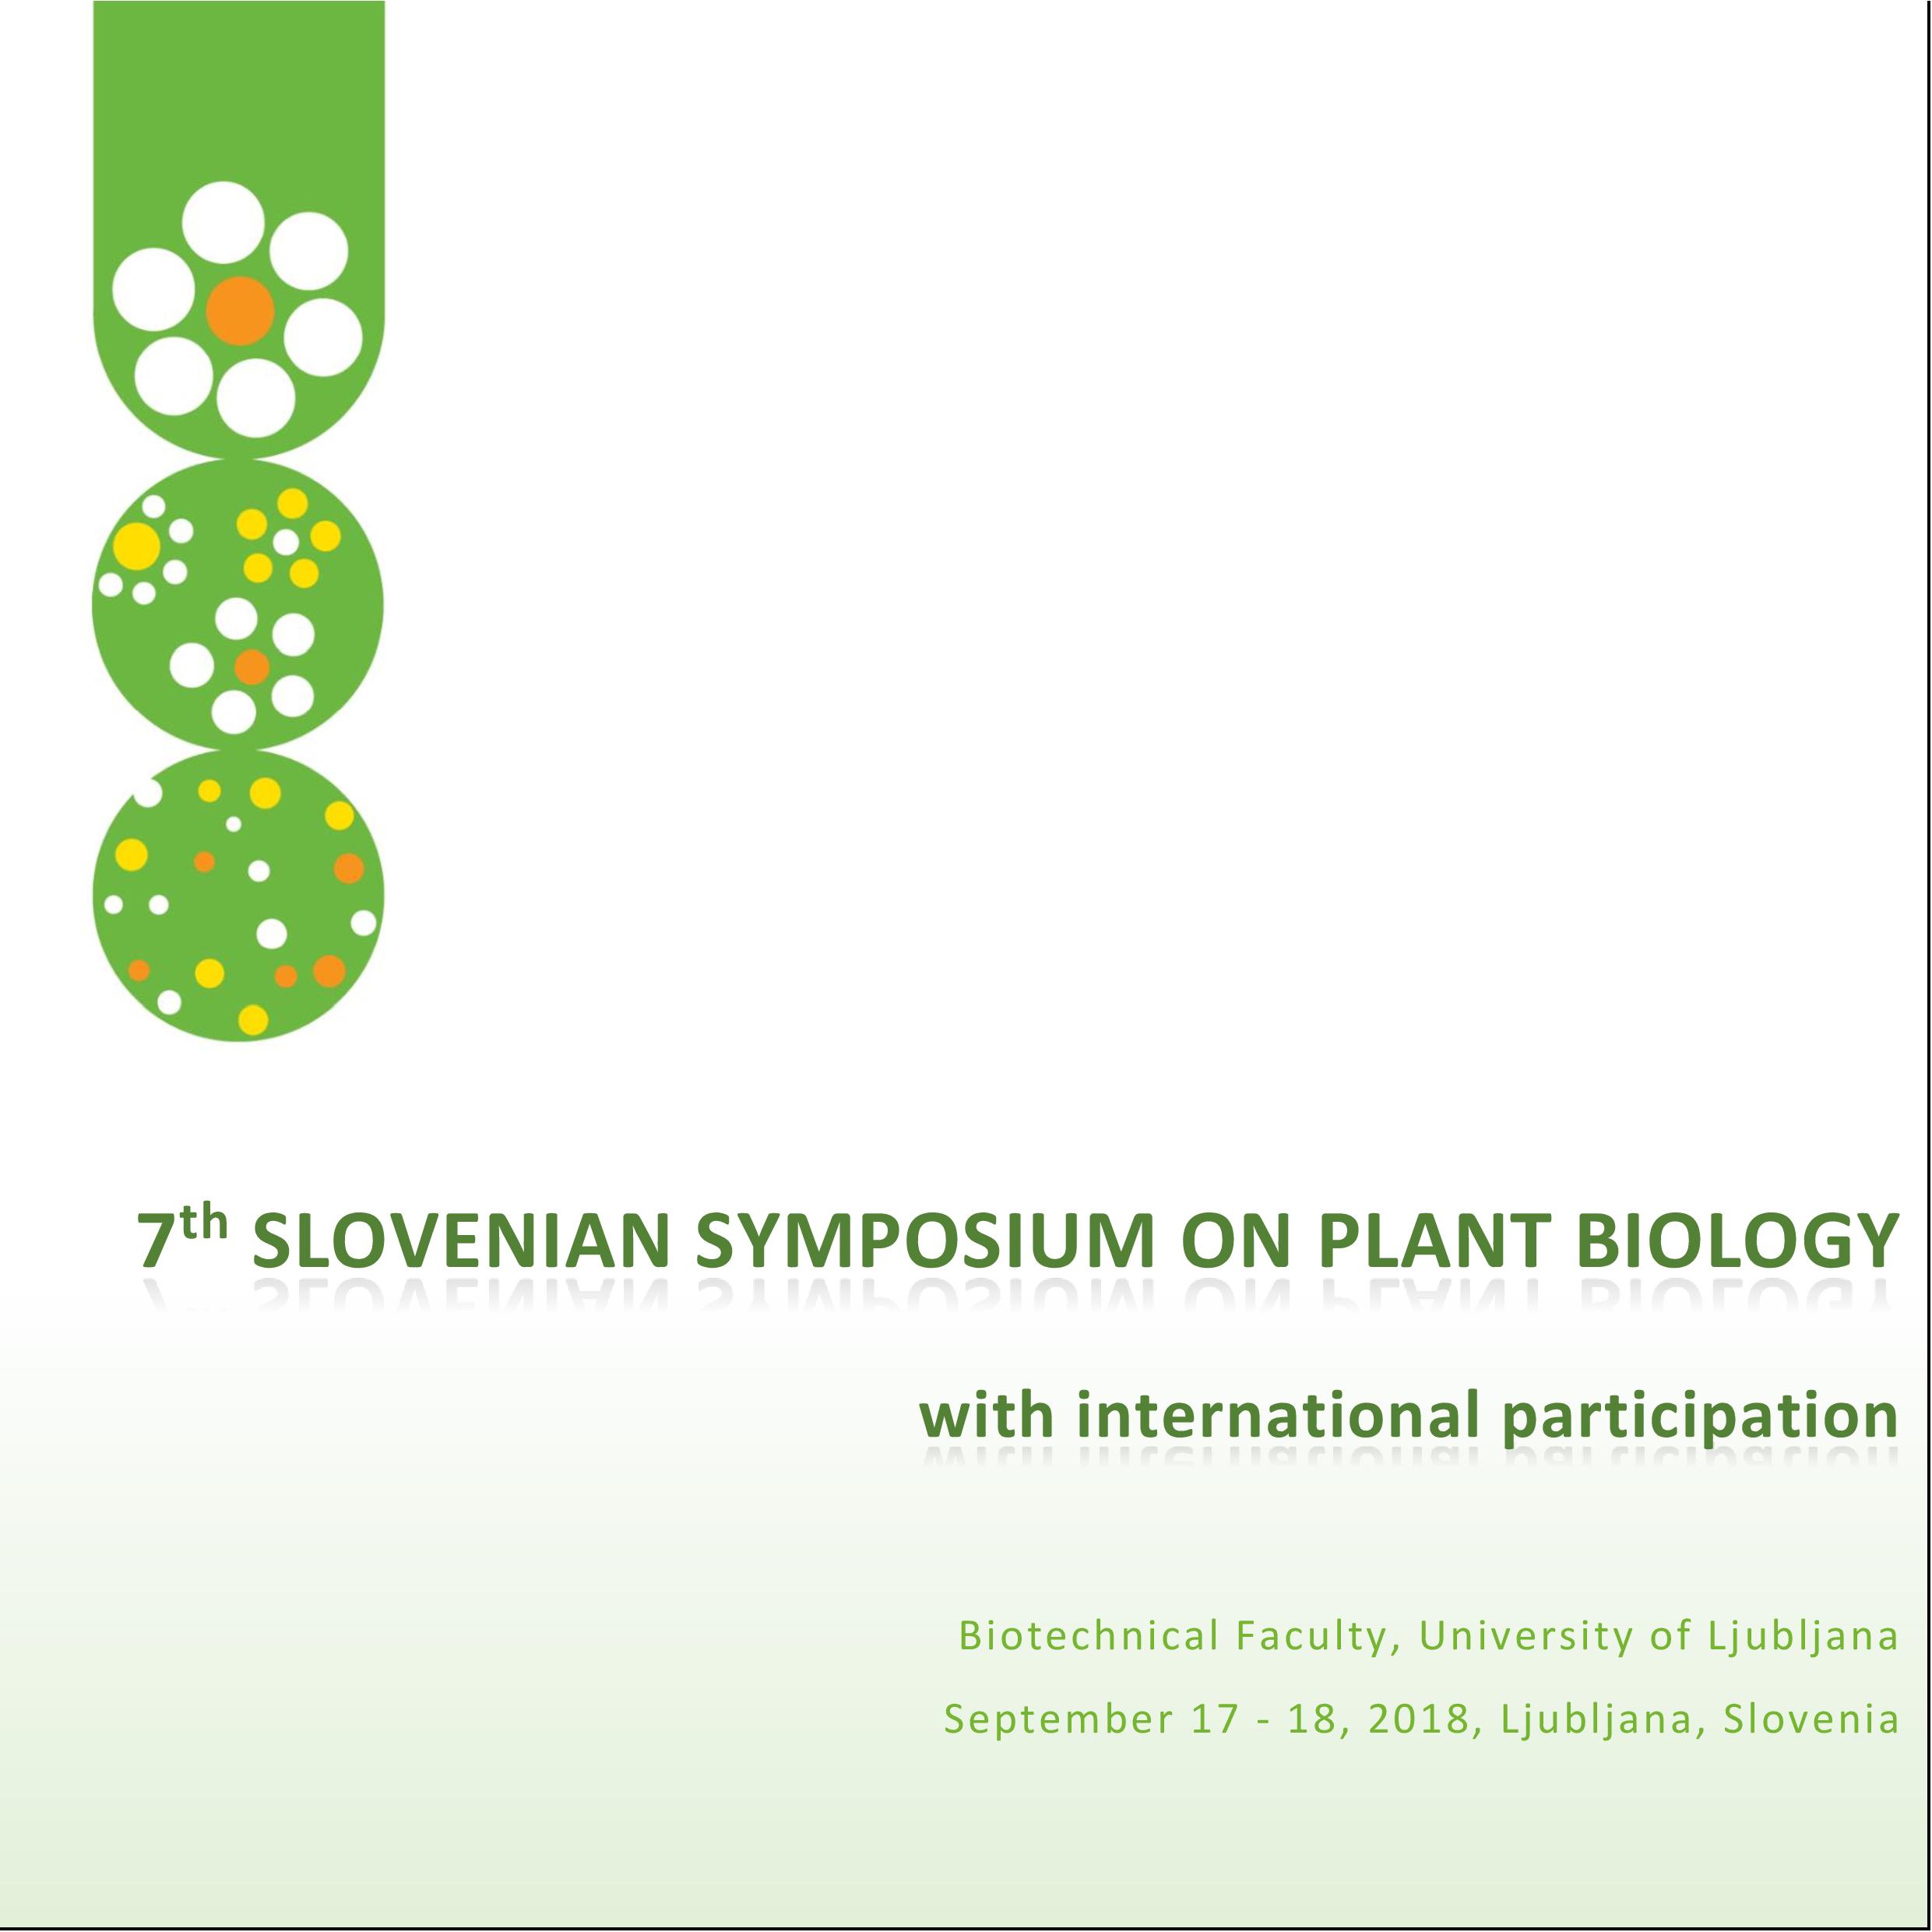 7th SLOVENIAN SYMPOSIUM ON PLANT BIOLOGY
with international participation
Biotechnical Faculty, University of Ljubljana
September 17 - 18, 2018, Ljubljana, Slovenia